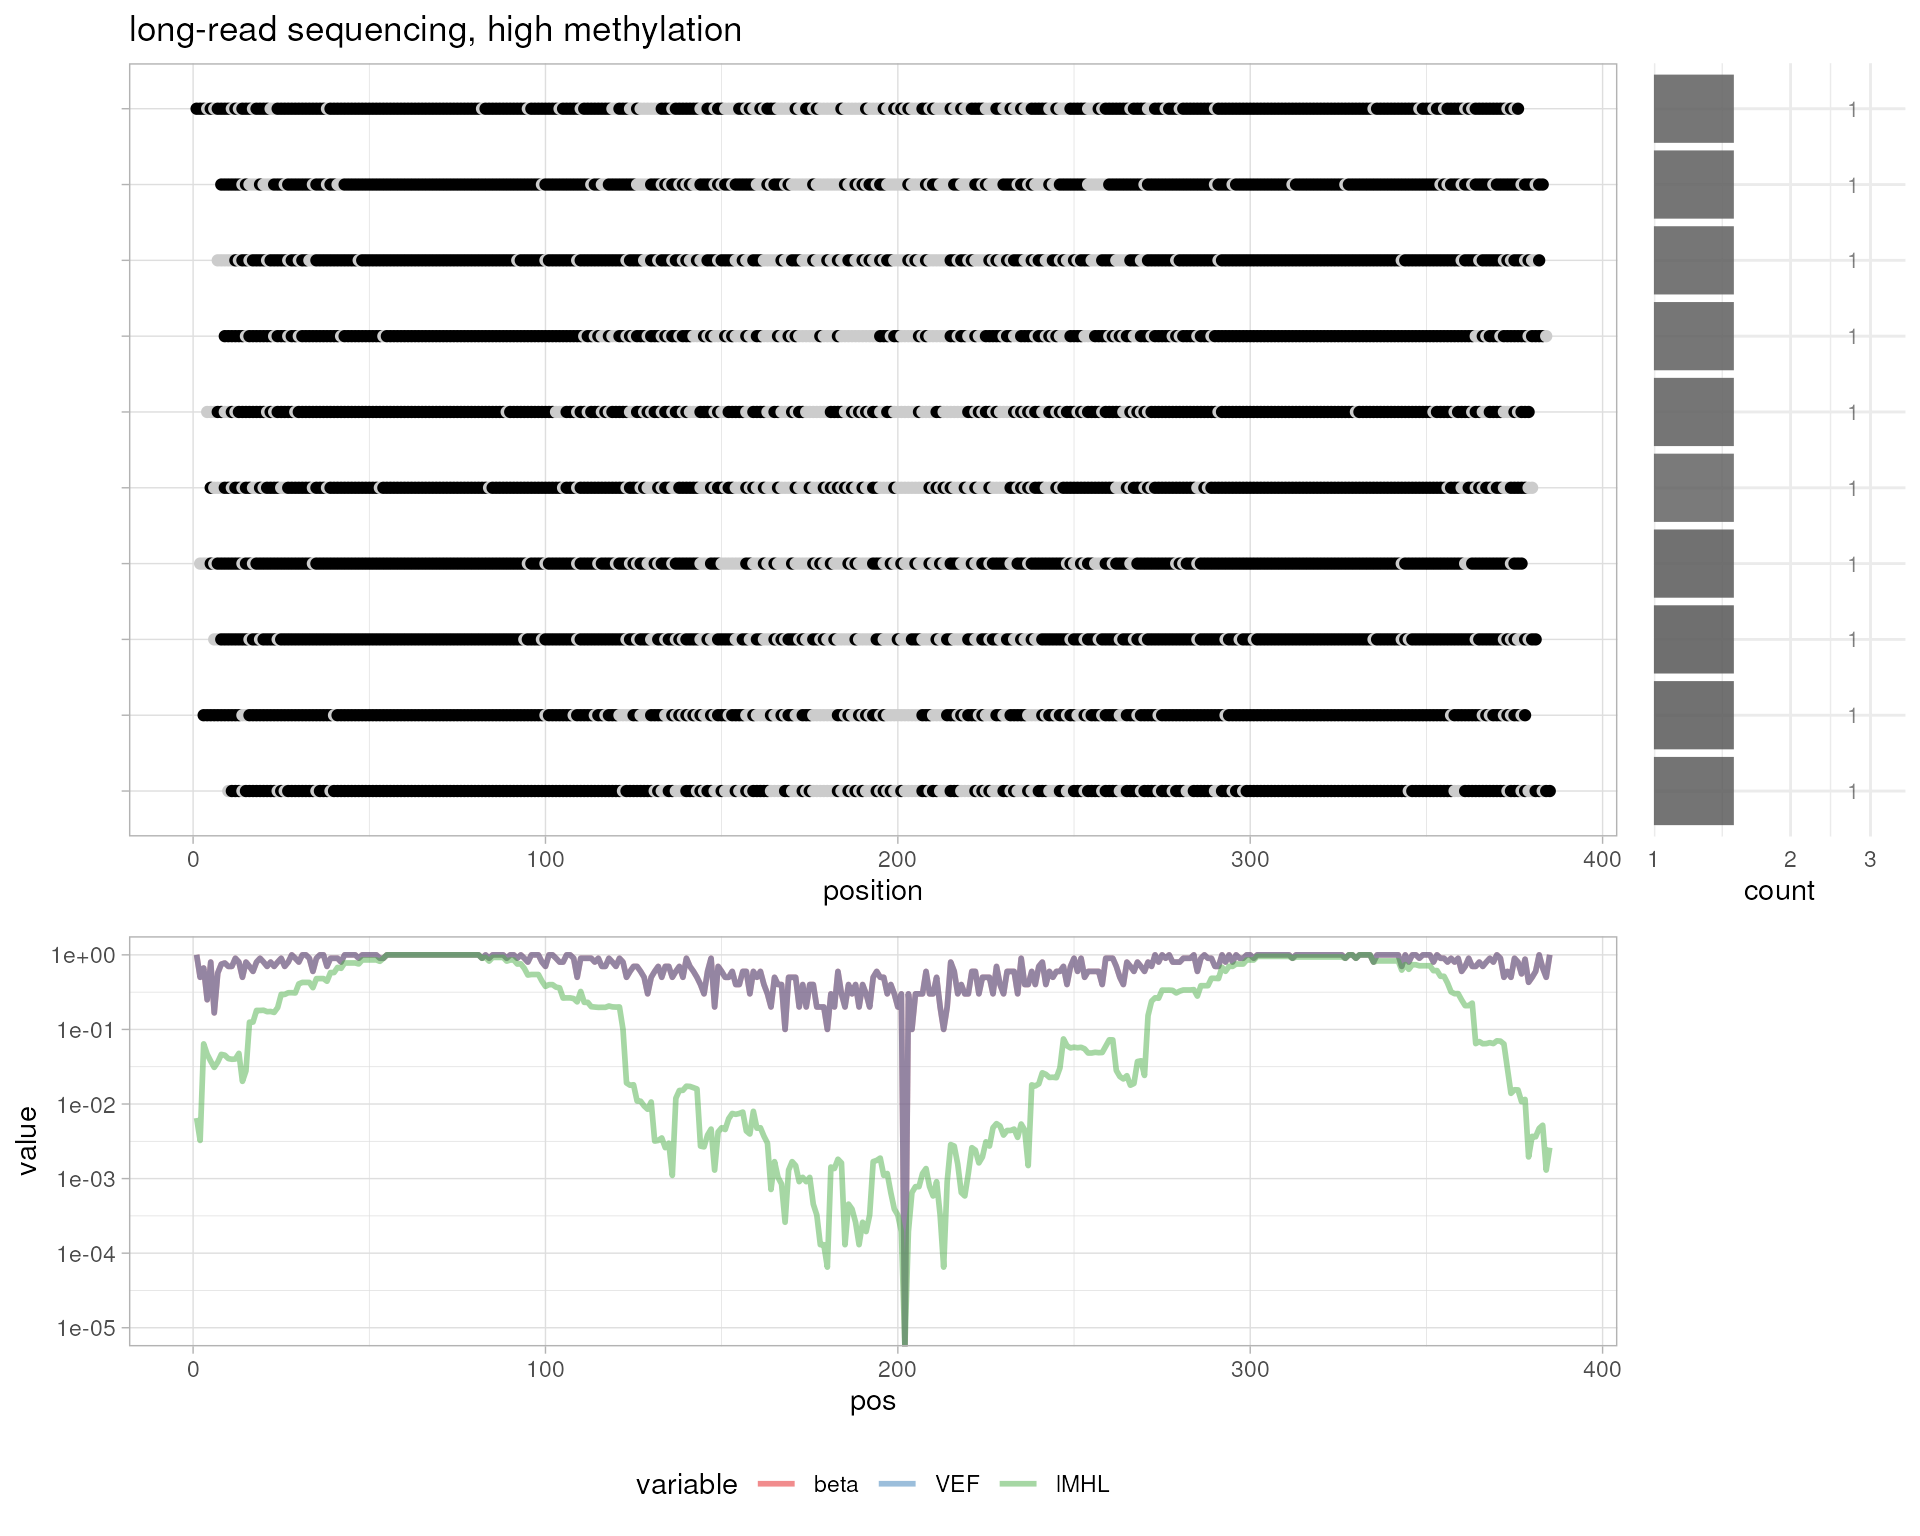 long-read sequencing, high methylation
1
1
1
1
1
1
1
1
1
1
0 100 200 300 400
position
1 2 3
count
1e+00
1e-01
1e-02
1e-03
1e-04
1e-05
value
0 100 200 300 400
pos
variable beta VEF lMHL